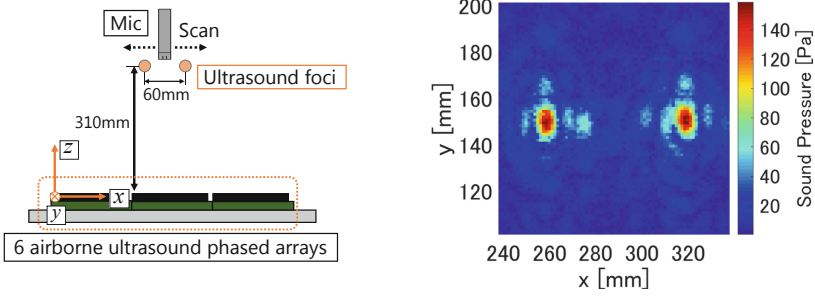 Mic
Scan
Ultrasound foci
60mm
310mm
z
x
y
6 airborne ultrasound phased arrays
200
180
160
140
120
y [mm]
240 260 280 300 320
x [mm]
140
120
100
80
60
40
20
Sound Pressure [Pa]